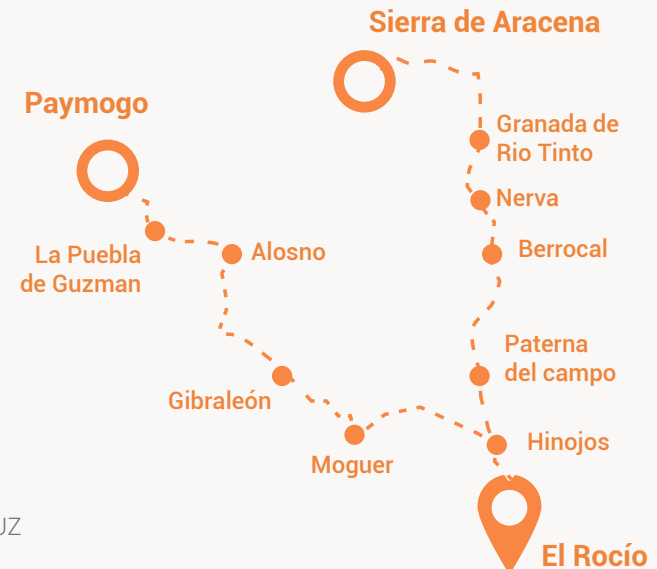 Sierra de Aracena
Paymogo
Granada de
Rio Tinto
Nerva
La Puebla
de Guzman
Alosno
Berrocal
Paterna
del campo
Gibraleón
Hinojos
Moguer
UZ
El Rocío